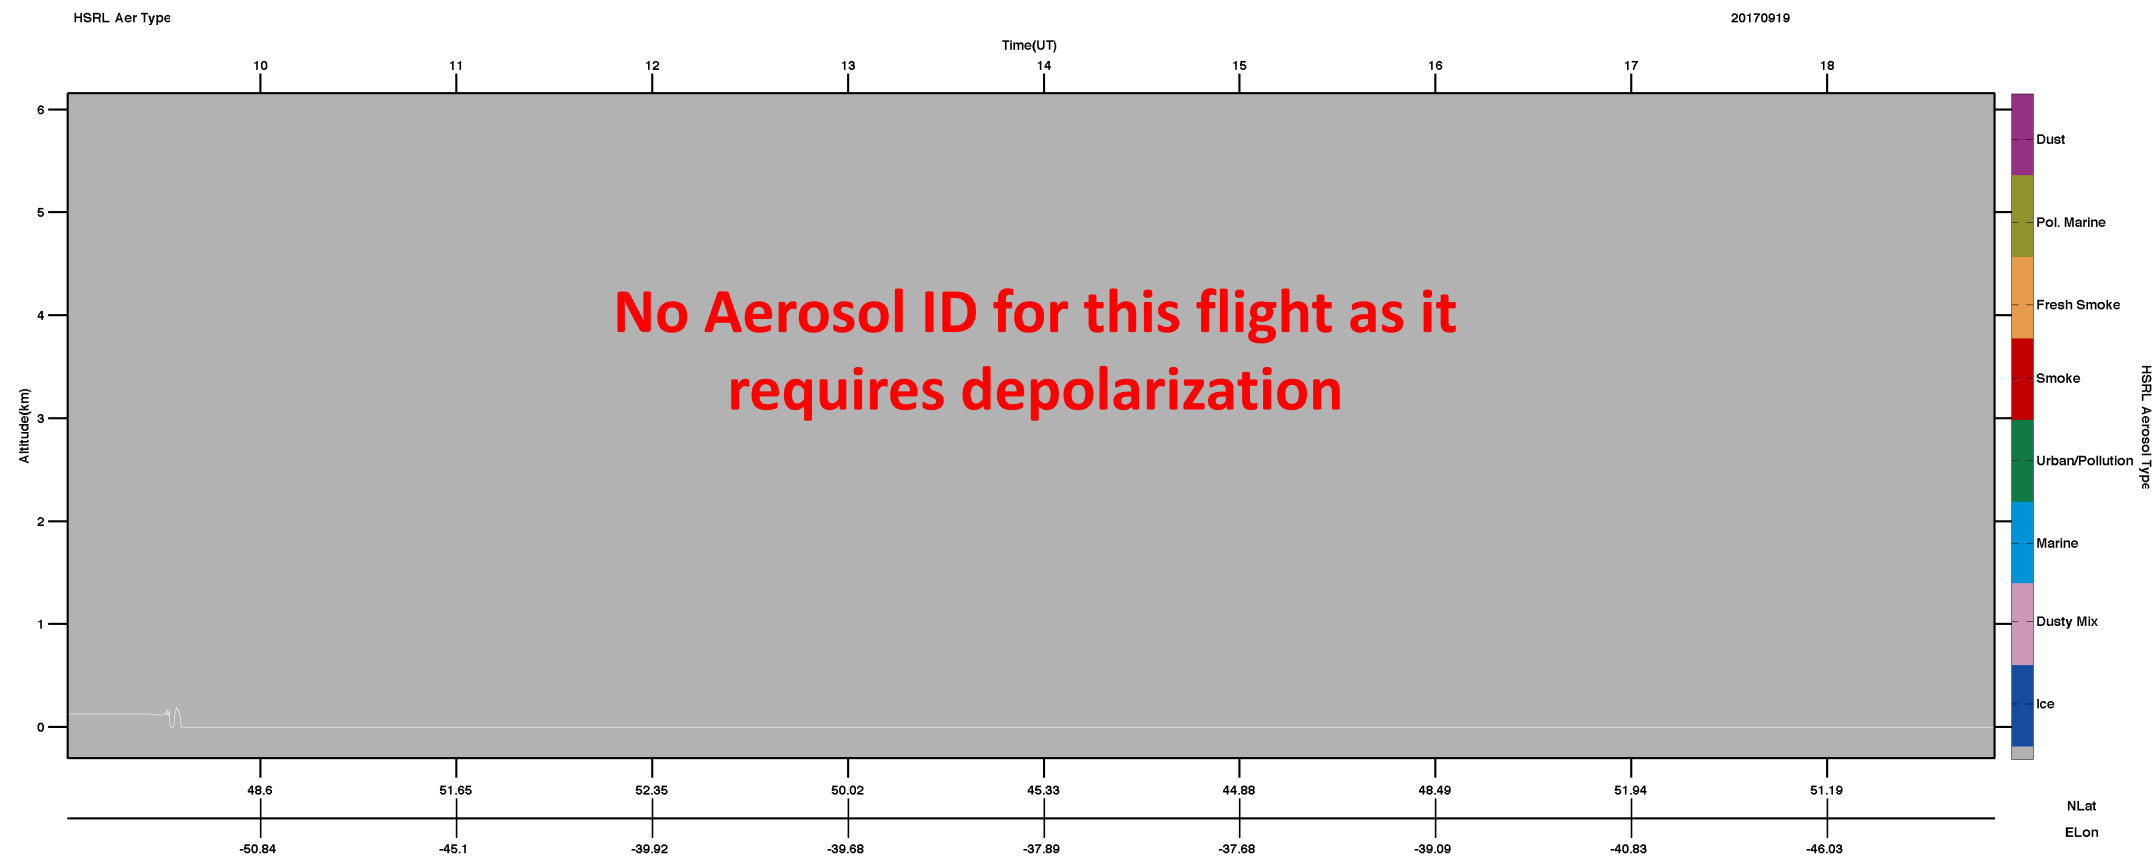 HSRL Aer Type
20170919
Time(UT)
10 11 12 13 14 15 16 17 18
6
5
4
3
2
1
0
Altitude(km)
No Aerosol ID for this flight as it
requires depolarization
Dust
Pol. Marine
Fresh Smoke
Smoke
Urban/Pollution
Marine
Dusty Mix
Ice
HSRL Aerosol Type
48.6 51.65 52.35 50.02 45.33 44.88 48.49 51.94 51.19
NLat
ELon
-50.84 -45.1 -39.92 -39.68 -37.89 -37.68 -39.09 -40.83 -46.03